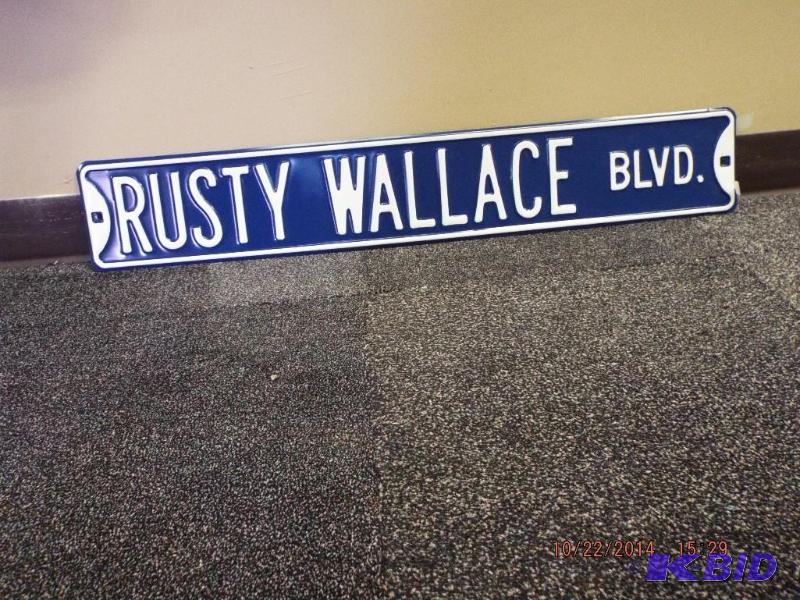 RUSTY WALLACE BLVD.
10/22/2014 15:29
K-BID